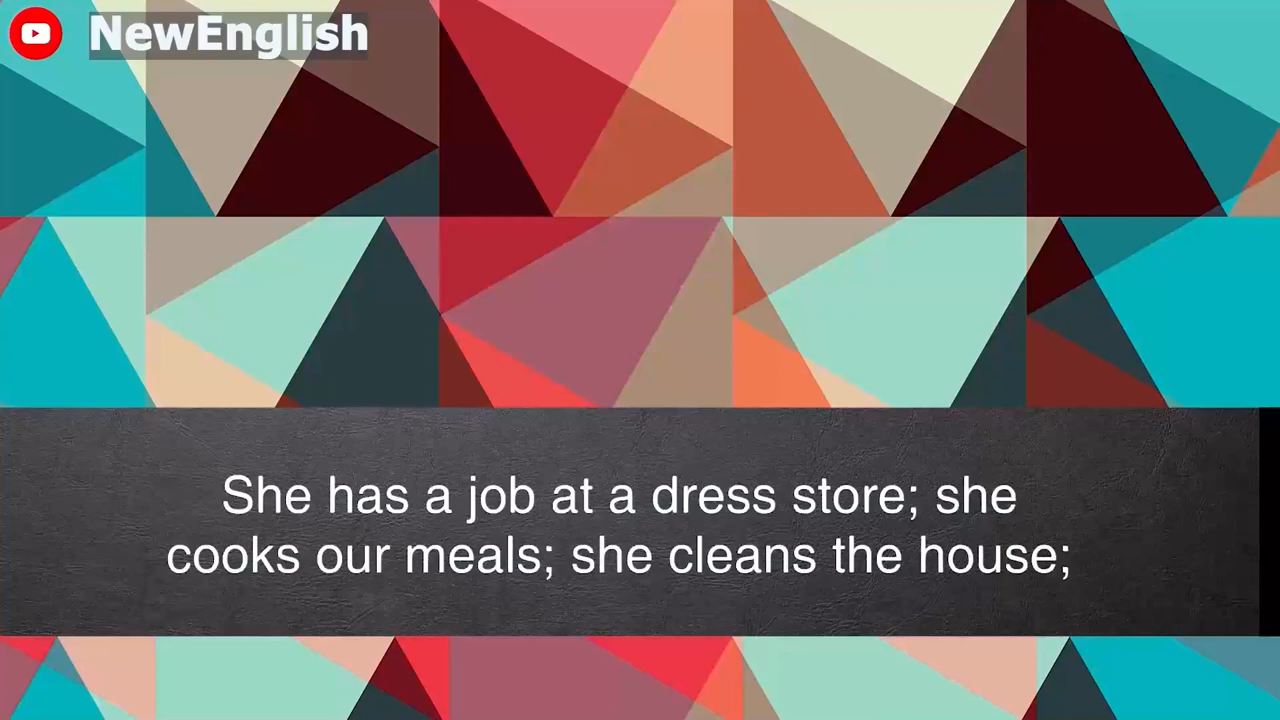 NewEnglish
She has a job at a dress store; she
cooks our meals; she cleans the house;